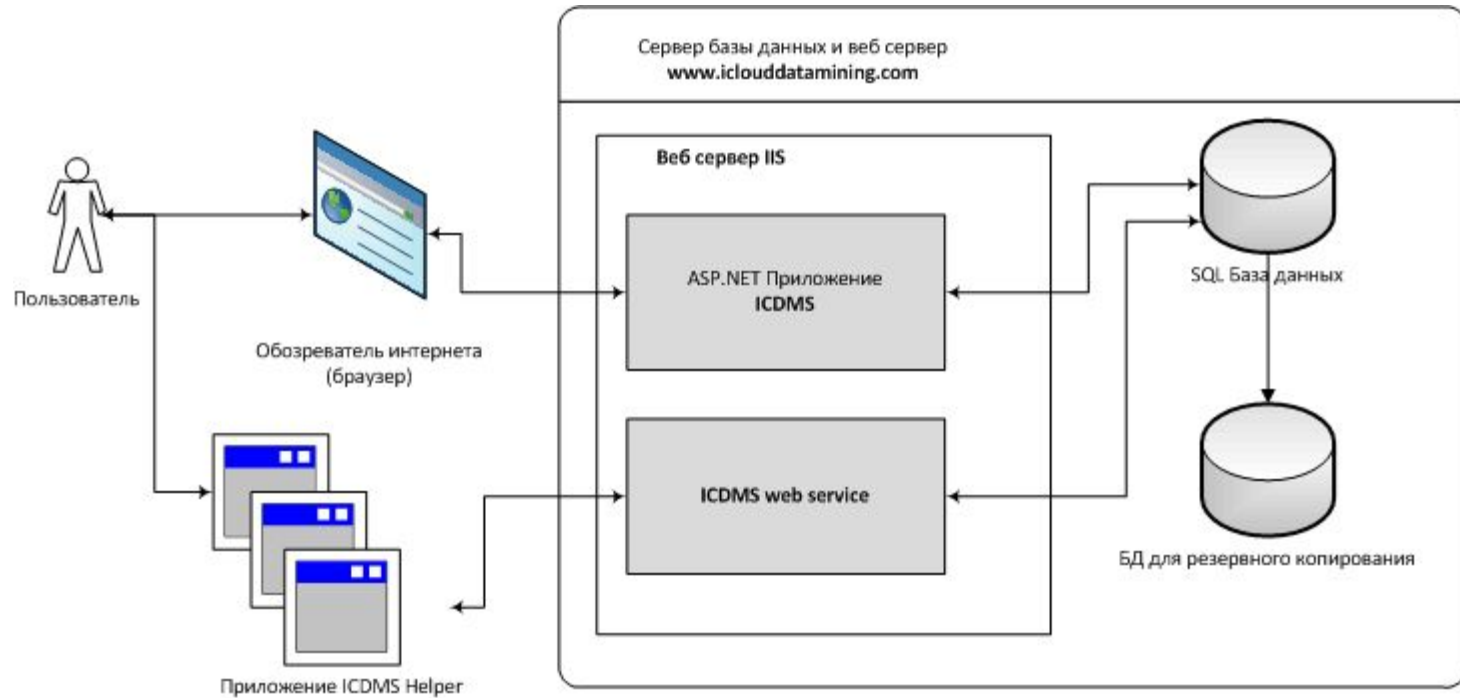 Сервер базы данных и веб сервер
www.iclouddatamining.com
Веб сервер IIS
Пользователь
Обозреватель интернета
(браузер)
ASP.NET Приложение
ICDMS
SQL База данных
ICDMS web service
БД для резервного копирования
Приложение ICDMS Helper